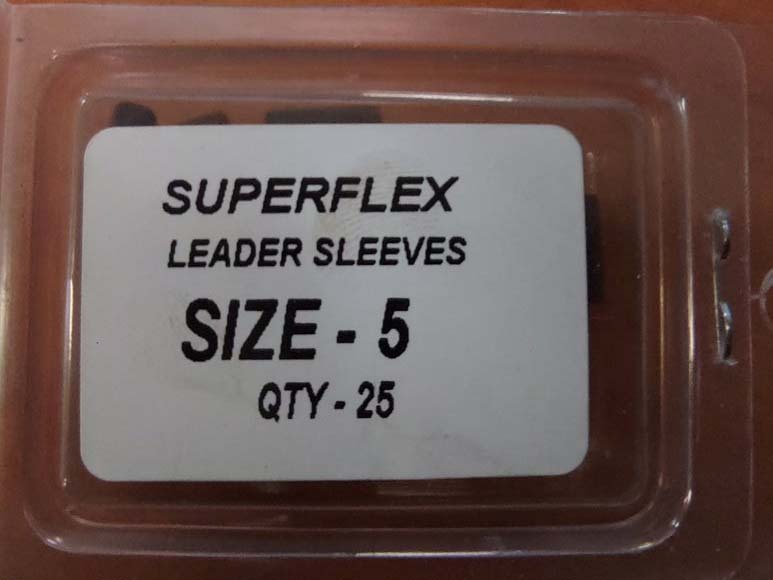 SUPERFLEX
LEADER SLEEVES
SIZE - 5
QTY - 25